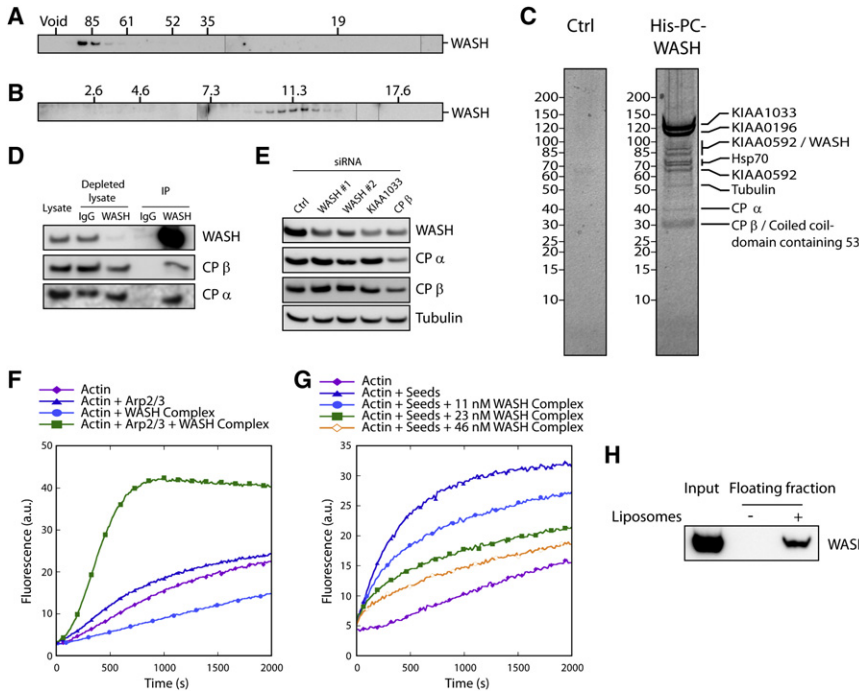 A
Void 85 61 52 35 19
WASH
B
2.6 4.6 7.3 11.3 17.6
WASH
C
Ctrl
His-PC-
WASH
200
150
120
100
85
70
60
50
40
30
25
20
15
10
200
150
120
100
85
70
60
50
40
30
25
20
15
10
KIAA1033
KIAA0196
KIAA0592 / WASH
Hsp70
KIAA0592
Tubulin
CP α
CP β / Coiled coil-
domain containing 53
D
Depleted
lysate
IP
Lysate IgG WASH IgG WASH
WASH
CP β
CP α
E
siRNA
Ctrl WASH #1 WASH #2 KIAA1033 CP β
WASH
CP α
CP β
Tubulin
F
Actin
Actin + Arp2/3
Actin + WASH Complex
Actin + Arp2/3 + WASH Complex
Fluorescence (a.u.)
50
40
30
20
10
0
0 500 1000 1500 2000
Time (s)
G
Actin
Actin + Seeds
Actin + Seeds + 11 nM WASH Complex
Actin + Seeds + 23 nM WASH Complex
Actin + Seeds + 46 nM WASH Complex
Fluorescence (a.u.)
35
30
25
20
15
10
5
0
0 500 1000 1500 2000
Time (s)
H
Input Floating fraction
Liposomes - +